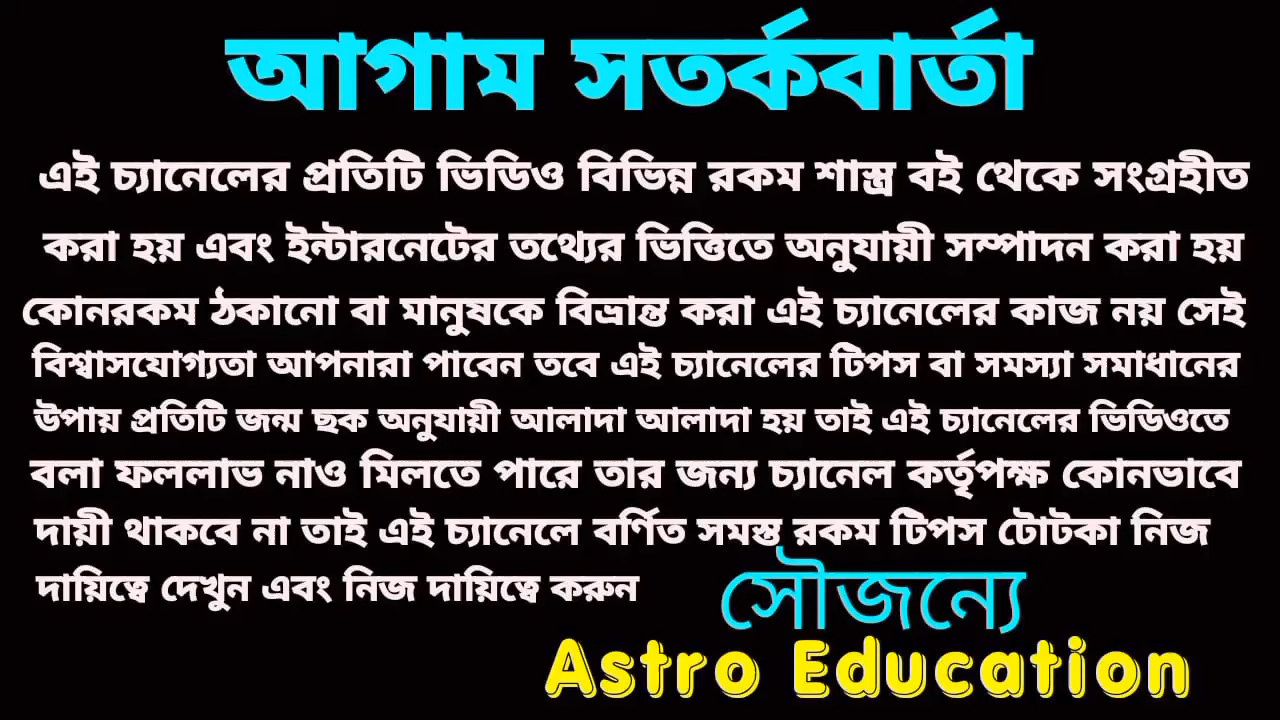 আগাম সতর্কবার্তা
এই চ্যানেলের প্রতিটি ভিডিও বিভিন্ন রকম শাস্ত্র বই থেকে সংগ্রহীত
করা হয় এবং ইন্টারনেটের তথ্যের ভিত্তিতে অনুযায়ী সম্পাদন করা হয়
কোনরকম ঠকানো বা মানুষকে বিভ্রান্ত করা এই চ্যানেলের কাজ নয় সেই
বিশ্বাসযোগ্যতা আপনারা পাবেন তবে এই চ্যানেলের টিপস বা সমস্যা সমাধানের
উপায় প্রতিটি জন্ম ছক অনুযায়ী আলাদা আলাদা হয় তাই এই চ্যানেলের ভিডিওতে
বলা ফললাভ নাও মিলতে পারে তার জন্য চ্যানেল কর্তৃপক্ষ কোনভাবে
দায়ী থাকবে না তাই এই চ্যানেলে বর্ণিত সমস্ত রকম টিপস টোটকা নিজ
দায়িত্বে দেখুন এবং নিজ দায়িত্বে করুন
সৌজন্যে
Astro Education